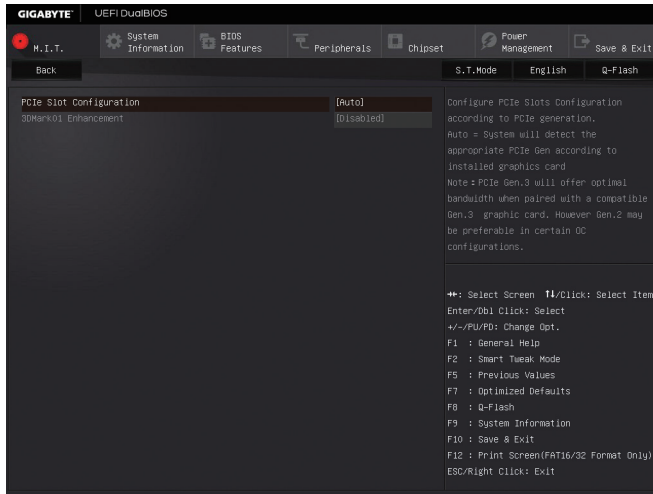 GIGABYTE™ UEFI DualBIOS
M.I.T.
System Information
BIOS Features
Peripherals
Chipset
Power Management
Save & Exit
Back
S.T.Mode English Q-Flash
PCIe Slot Configuration [Auto]
3DMark01 Enhancement [Disabled]
Configure PCIe Slots Configuration
according to PCIe generation.
Auto = System will detect the
appropriate PCIe Gen according to
installed graphics card
Note : PCIe Gen.3 will offer optimal
bandwidth when paired with a compatible
Gen.3 graphic card. However Gen.2 may
be preferable in certain OC
configurations.
→←: Select Screen ↑↓/Click: Select Item
Enter/Dbl Click: Select
+/-/PU/PD: Change Opt.
F1 : General Help
F2 : Smart Tweak Mode
F5 : Previous Values
F7 : Optimized Defaults
F8 : Q-Flash
F9 : System Information
F10 : Save & Exit
F12 : Print Screen(FAT16/32 Format Only)
ESC/Right Click: Exit